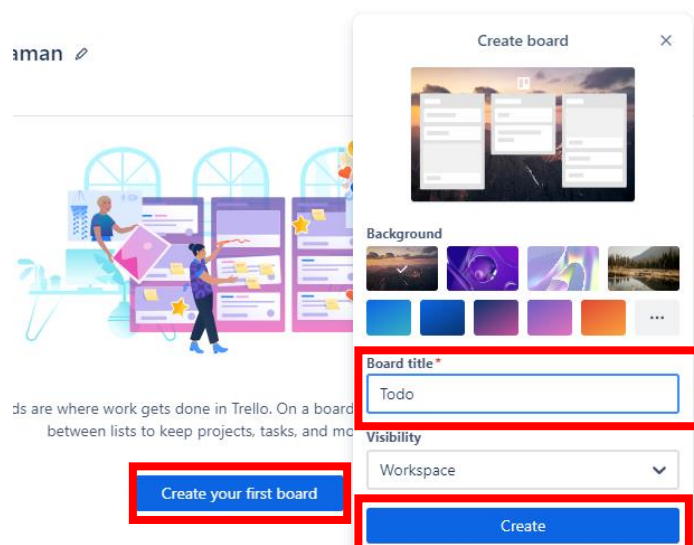 aman
ds are where work gets done in Trello. On a board
between lists to keep projects, tasks, and mo
Create your first board
Create board
Background
Board title*
Todo
Visibility
Workspace
Create